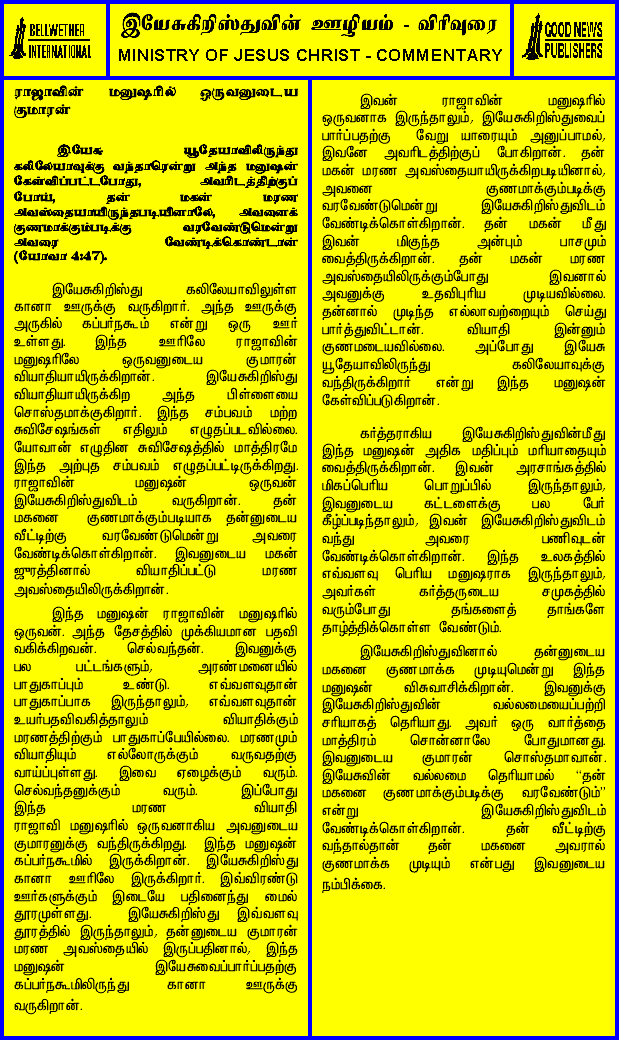 BELLWETHER
INTERNATIONAL
இயேசுகிறிஸ்துவின் ஊழியம் - விரிவுரை
MINISTRY OF JESUS CHRIST - COMMENTARY
GOOD NEWS
PUBLISHERS
ராஜாவின் மனுஷரில் ஒருவனுடைய
குமாரன்
இயேசு யூதேயாவிலிருந்து
கலிலேயாவுக்கு வந்தாரென்று அந்த மனுஷன்
கேள்விப்பட்டபோது, அவரிடத்திற்குப்
போய், தன் மகன் மரண
அவஸ்தையாயிருந்தபடியினாலே, அவனைக்
குணமாக்கும்படிக்கு வரவேண்டுமென்று
அவரை வேண்டிக்கொண்டான்
(யோவா 4:47).
இயேசுகிறிஸ்து கலிலேயாவிலுள்ள
கானா ஊருக்கு வருகிறார். அந்த ஊருக்கு
அருகில் கப்பர்நகூம் என்று ஒரு ஊர்
உள்ளது. இந்த ஊரிலே ராஜாவின்
மனுஷரிலே ஒருவனுடைய குமாரன்
வியாதியாயிருக்கிறான். இயேசுகிறிஸ்து
வியாதியாயிருக்கிற அந்த பிள்ளையை
சொஸ்தமாக்குகிறார். இந்த சம்பவம் மற்ற
சுவிசேஷங்கள் எதிலும் எழுதப்படவில்லை.
யோவான் எழுதின சுவிசேஷத்தில் மாத்திரமே
இந்த அற்புத சம்பவம் எழுதப்பட்டிருக்கிறது.
ராஜாவின் மனுஷன் ஒருவன்
இயேசுகிறிஸ்துவிடம் வருகிறான். தன்
மகனை குணமாக்கும்படியாக தன்னுடைய
வீட்டிற்கு வரவேண்டுமென்று அவரை
வேண்டிக்கொள்கிறான். இவனுடைய மகன்
ஜுரத்தினால் வியாதிப்பட்டு மரண
அவஸ்தையிலிருக்கிறான்.
இந்த மனுஷன் ராஜாவின் மனுஷரில்
ஒருவன். அந்த தேசத்தில் முக்கியமான பதவி
வகிக்கிறவன். செல்வந்தன். இவனுக்கு
பல பட்டங்களும், அரண்மனையில்
பாதுகாப்பும் உண்டு. எவ்வளவுதான்
பாதுகாப்பாக இருந்தாலும், எவ்வளவுதான்
உயர்பதவிவகித்தாலும் வியாதிக்கும்
மரணத்திற்கும் பாதுகாப்பேயில்லை. மரணமும்
வியாதியும் எல்லோருக்கும் வருவதற்கு
வாய்ப்புள்ளது. இவை ஏழைக்கும் வரும்.
செல்வந்தனுக்கும் வரும். இப்போது
இந்த மரண வியாதி
ராஜாவி மனுஷரில் ஒருவனாகிய அவனுடைய
குமாரனுக்கு வந்திருக்கிறது. இந்த மனுஷன்
கப்பர்நகூமில் இருக்கிறான். இயேசுகிறிஸ்து
கானா ஊரிலே இருக்கிறார். இவ்விரண்டு
ஊர்களுக்கும் இடையே பதினைந்து மைல்
தூரமுள்ளது. இயேசுகிறிஸ்து இவ்வளவு
தூரத்தில் இருந்தாலும், தன்னுடைய குமாரன்
மரண அவஸ்தையில் இருப்பதினால், இந்த
மனுஷன் இயேசுவைப்பார்ப்பதற்கு
கப்பர்நகூமிலிருந்து கானா ஊருக்கு
வருகிறான்.
இவன் ராஜாவின் மனுஷரில்
ஒருவனாக இருந்தாலும், இயேசுகிறிஸ்துவைப்
பார்ப்பதற்கு வேறு யாரையும் அனுப்பாமல்,
இவனே அவரிடத்திற்குப் போகிறான். தன்
மகன் மரண அவஸ்தையாயிருக்கிறபடியினால்,
அவனை குணமாக்கும்படிக்கு
வரவேண்டுமென்று இயேசுகிறிஸ்துவிடம்
வேண்டிக்கொள்கிறான். தன் மகன் மீது
இவன் மிகுந்த அன்பும் பாசமும்
வைத்திருக்கிறான். தன் மகன் மரண
அவஸ்தையிலிருக்கும்போது இவனால்
அவனுக்கு உதவிபுரிய முடியவில்லை.
தன்னால் முடிந்த எல்லாவற்றையும் செய்து
பார்த்துவிட்டான். வியாதி இன்னும்
குணமடையவில்லை. அப்போது இயேசு
யூதேயாவிலிருந்து கலிலேயாவுக்கு
வந்திருக்கிறார் என்று இந்த மனுஷன்
கேள்விப்படுகிறான்.
கர்த்தராகிய இயேசுகிறிஸ்துவின்மீது
இந்த மனுஷன் அதிக மதிப்பும் மரியாதையும்
வைத்திருக்கிறான். இவன் அரசாங்கத்தில்
மிகப்பெரிய பொறுப்பில் இருந்தாலும்,
இவனுடைய கட்டளைக்கு பல பேர்
கீழ்ப்படிந்தாலும், இவன் இயேசுகிறிஸ்துவிடம்
வந்து அவரை பணிவுடன்
வேண்டிக்கொள்கிறான். இந்த உலகத்தில்
எவ்வளவு பெரிய மனுஷராக இருந்தாலும்,
அவர்கள் கர்த்தருடைய சமுகத்தில்
வரும்போது தங்களைத் தாங்களே
தாழ்த்திக்கொள்ள வேண்டும்.
இயேசுகிறிஸ்துவினால் தன்னுடைய
மகனை குணமாக்க முடியுமென்று இந்த
மனுஷன் விசுவாசிக்கிறான். இவனுக்கு
இயேசுகிறிஸ்துவின் வல்லமையைப்பற்றி
சரியாகத் தெரியாது. அவர் ஒரு வார்த்தை
மாத்திரம் சொன்னாலே போதுமானது.
இவனுடைய குமாரன் சொஸ்தமாவான்.
இயேசுவின் வல்லமை தெரியாமல் “தன்
மகனை குணமாக்கும்படிக்கு வரவேண்டும்”
என்று இயேசுகிறிஸ்துவிடம்
வேண்டிக்கொள்கிறான். தன் வீட்டிற்கு
வந்தால்தான் தன் மகனை அவரால்
குணமாக்க முடியும் என்பது இவனுடைய
நம்பிக்கை.